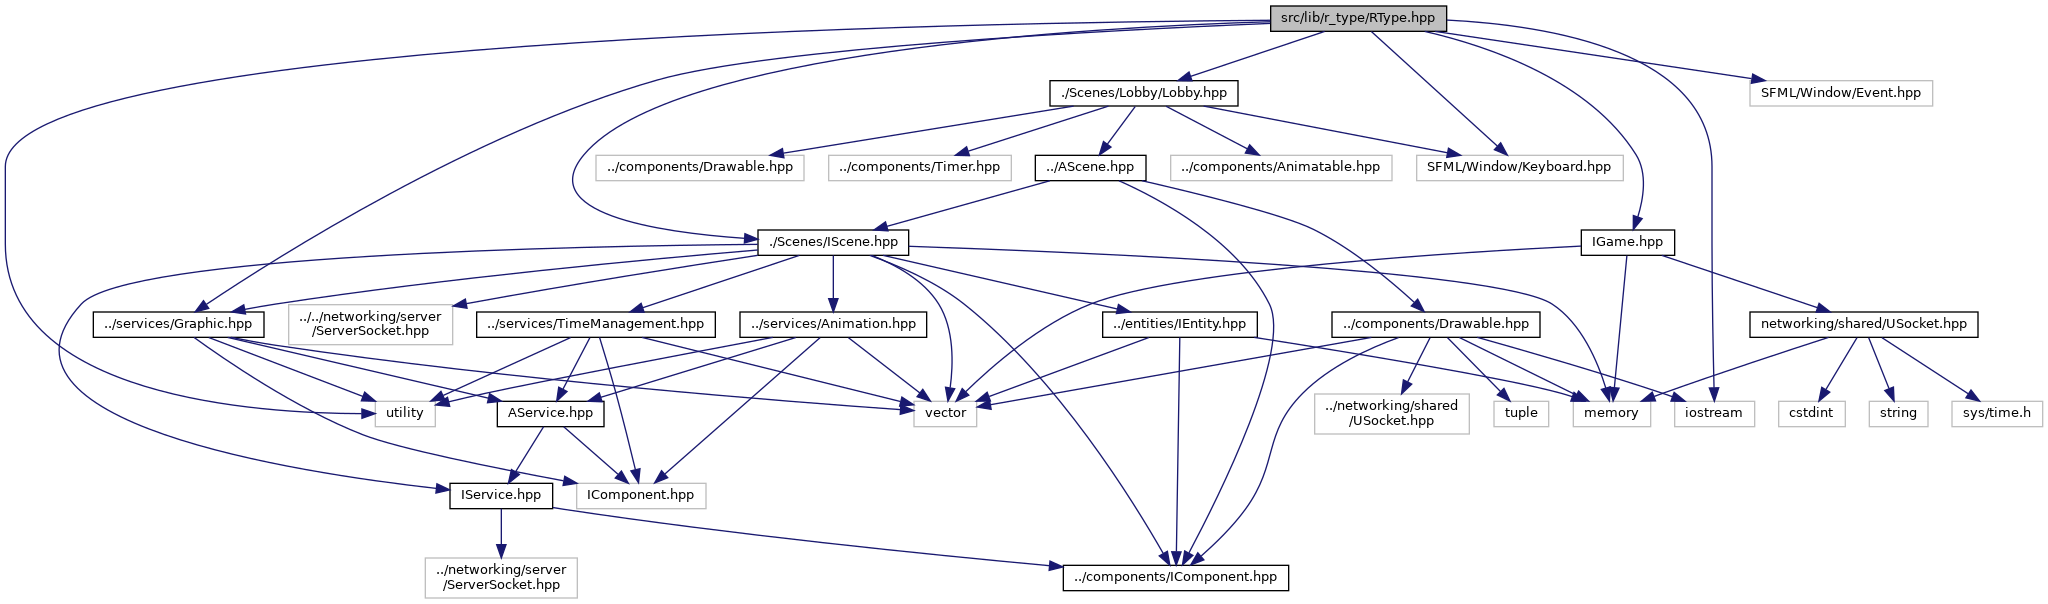 src/lib/r_type/RType.hpp
./Scenes/Lobby/Lobby.hpp
SFML/Window/Event.hpp
../components/Drawable.hpp
../components/Timer.hpp
../AScene.hpp
../components/Animatable.hpp
SFML/Window/Keyboard.hpp
./Scenes/IScene.hpp
IGame.hpp
../services/Graphic.hpp
../../networking/server
/ServerSocket.hpp
../services/TimeManagement.hpp
../services/Animation.hpp
../entities/IEntity.hpp
../components/Drawable.hpp
networking/shared/USocket.hpp
utility
AService.hpp
vector
../networking/shared
/USocket.hpp
tuple
memory
iostream
cstdint
string
sys/time.h
IService.hpp
IComponent.hpp
../networking/server
/ServerSocket.hpp
../components/IComponent.hpp